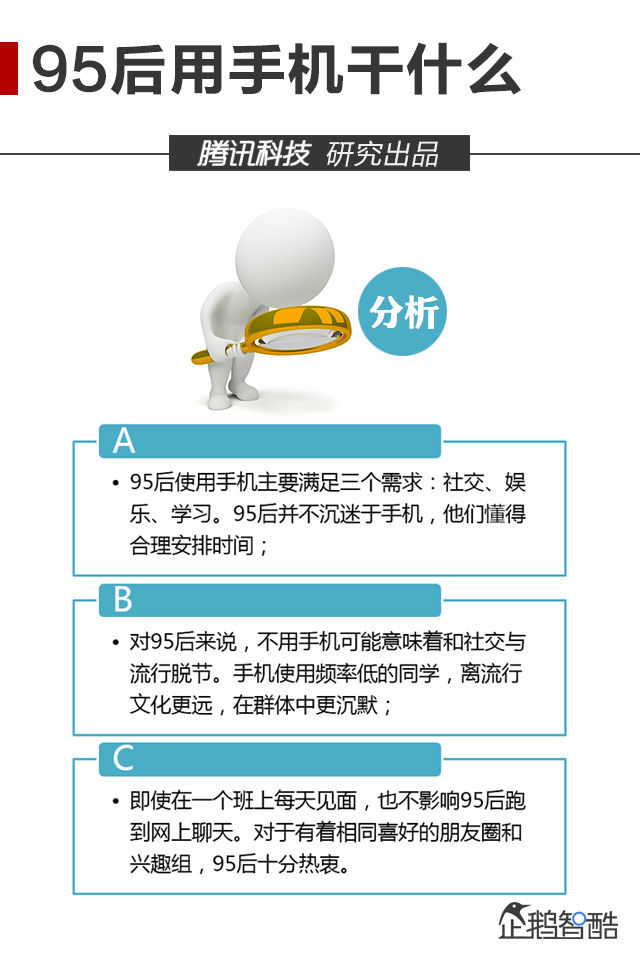 95后用手机干什么
腾讯科技 研究出品
分析
A
• 95后使用手机主要满足三个需求：社交、娱
乐、学习。95后并不沉迷于手机，他们懂得
合理安排时间；
B
• 对95后来说，不用手机可能意味着和社交与
流行脱节。手机使用频率低的同学，离流行
文化更远，在群体中更沉默；
C
• 即使在一个班上每天见面，也不影响95后跑
到网上聊天。对于有着相同喜好的朋友圈和
兴趣组，95后十分热衷。
企鹅智酷